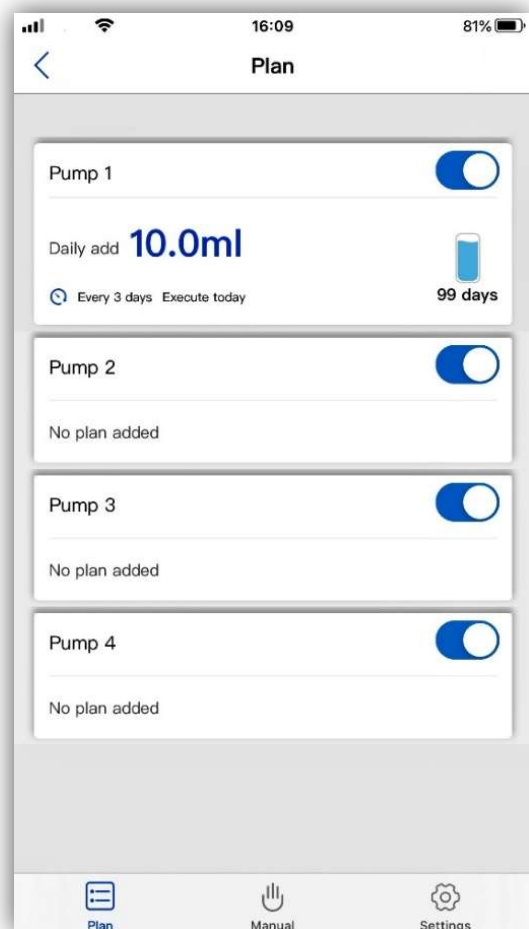 16:09 81%
Plan
Pump 1
Daily add 10.0ml
Every 3 days Execute today 99 days
Pump 2
No plan added
Pump 3
No plan added
Pump 4
No plan added
Plan Manual Settings